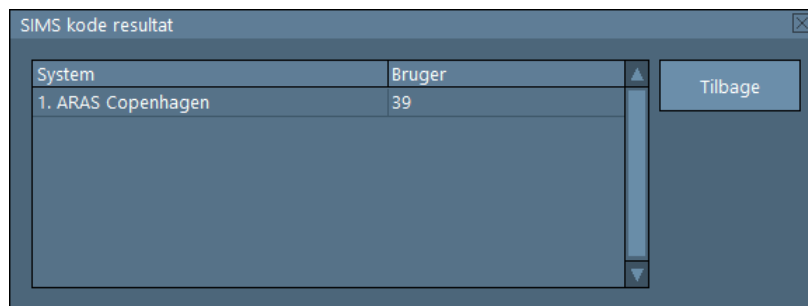 SIMS kode resultat
System Bruger
1. ARAS Copenhagen 39
Tilbage